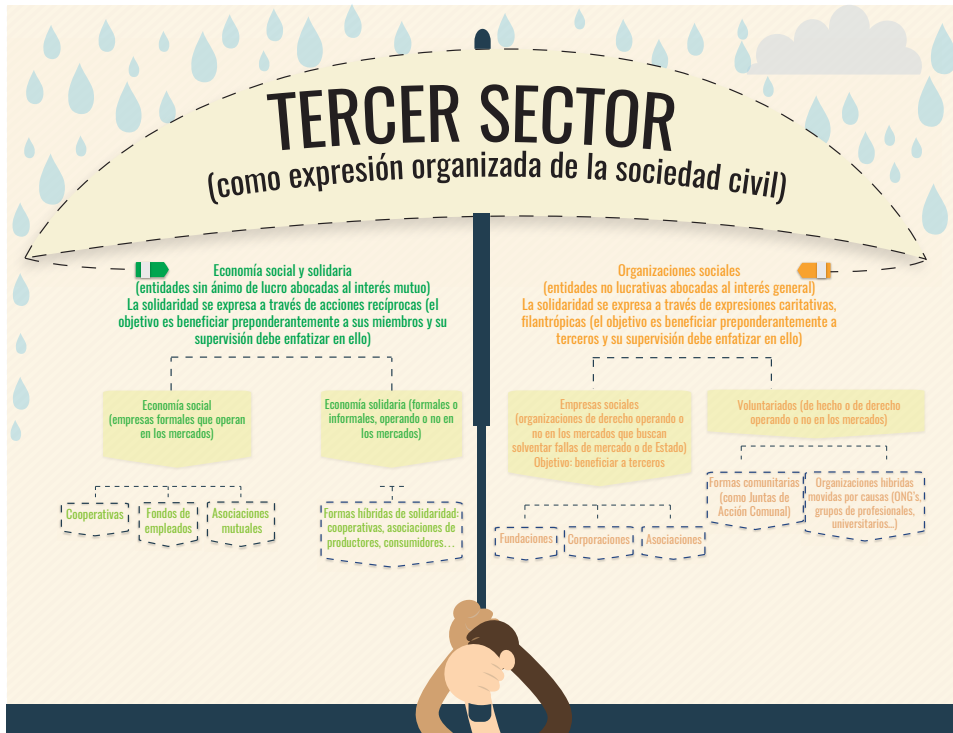 TERCER SECTOR
(como expresión organizada de la sociedad civil)
Economía social y solidaria
(entidades sin ánimo de lucro abocadas al interés mutuo)
La solidaridad se expresa a través de acciones recíprocas (el
objetivo es beneficiar preponderantemente a sus miembros y su
supervisión debe enfatizar en ello)
Organizaciones sociales
(entidades no lucrativas abocadas al interés general)
La solidaridad se expresa a través de expresiones caritativas,
filantrópicas (el objetivo es beneficiar preponderantemente a
terceros y su supervisión debe enfatizar en ello)
Economía social
(empresas formales que operan
en los mercados)
Economía solidaria (formales o
informales, operando o no en
los mercados)
Empresas sociales
(organizaciones de derecho operando o
no en los mercados que buscan
solventar fallas de mercado o de Estado)
Objetivo: beneficiar a terceros
Voluntariados (de hecho o de derecho
operando o no en los mercados)
Cooperativas
Fondos de
empleados
Asociaciones
mutuales
Formas híbridas de solidaridad:
cooperativas, asociaciones de
productores, consumidores…
Fundaciones
Corporaciones
Asociaciones
Formas comunitarias
(como Juntas de
Acción Comunal)
Organizaciones híbridas
movidas por causas (ONG's,
grupos de profesionales,
universitarios...)